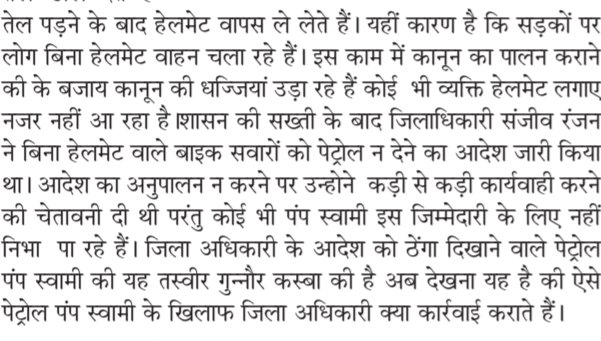 तेल पड़ने के बाद हेलमेट वापस ले लेते हैं। यहीं कारण है कि सड़कों पर
लोग बिना हेलमेट वाहन चला रहे हैं। इस काम में कानून का पालन कराने
की के बजाय कानून की धज्जियां उड़ा रहे हैं कोई भी व्यक्ति हेलमेट लगाए
नजर नहीं आ रहा है।शासन की सख्ती के बाद जिलाधिकारी संजीव रंजन
ने बिना हेलमेट वाले बाइक सवारों को पेट्रोल न देने का आदेश जारी किया
था। आदेश का अनुपालन न करने पर उन्होने कड़ी से कड़ी कार्यवाही करने
की चेतावनी दी थी परंतु कोई भी पंप स्वामी इस जिम्मेदारी के लिए नहीं
निभा पा रहे हैं। जिला अधिकारी के आदेश को ठेंगा दिखाने वाले पेट्रोल
पंप स्वामी की यह तस्वीर गुन्नौर कस्बा की है अब देखना यह है की ऐसे
पेट्रोल पंप स्वामी के खिलाफ जिला अधिकारी क्या कार्रवाई कराते हैं।